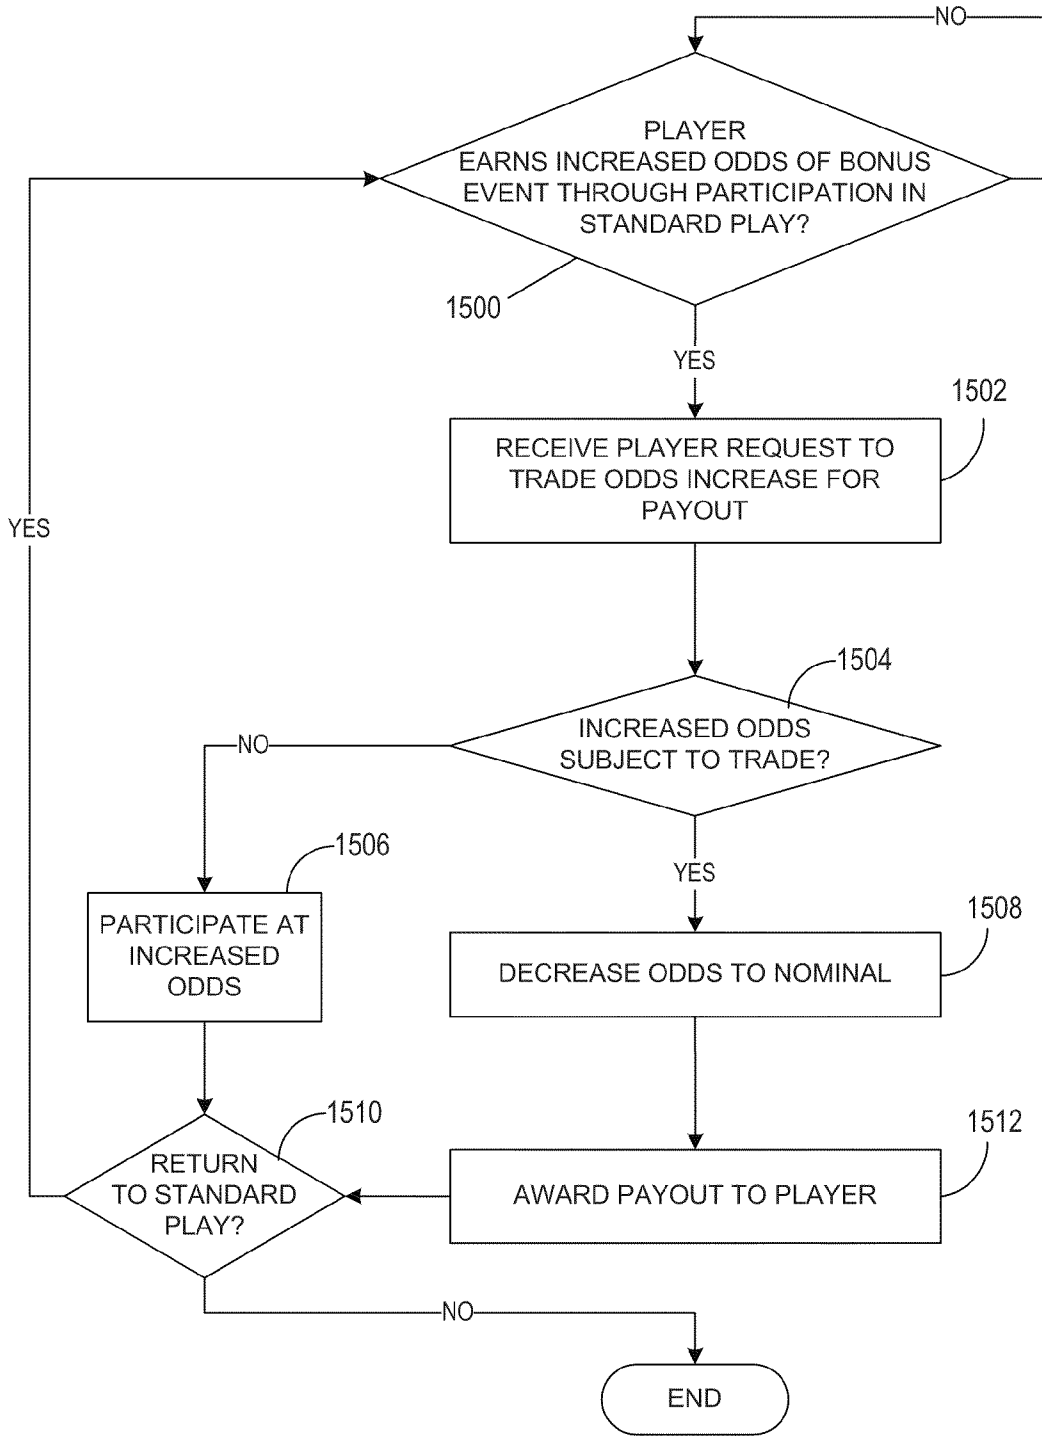 NO
PLAYER
EARNS INCREASED ODDS OF BONUS
EVENT THROUGH PARTICIPATION IN
STANDARD PLAY?
1500
YES
1502
RECEIVE PLAYER REQUEST TO
TRADE ODDS INCREASE FOR
PAYOUT
YES
1504
INCREASED ODDS
SUBJECT TO TRADE?
NO
1506
YES
PARTICIPATE AT
INCREASED
ODDS
1508
DECREASE ODDS TO NOMINAL
1510
RETURN
TO STANDARD
PLAY?
1512
AWARD PAYOUT TO PLAYER
NO
END